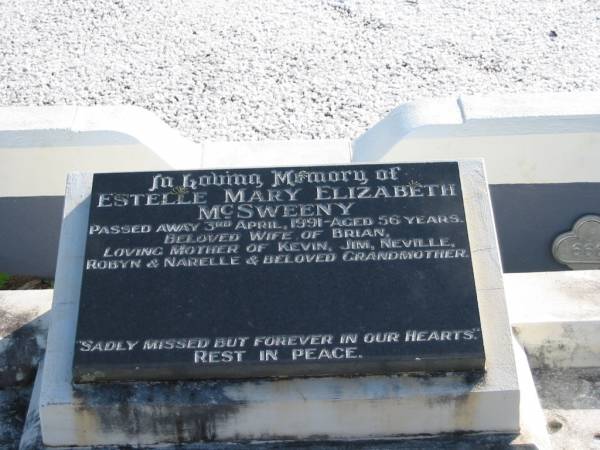 In Loving Memory of
ESTELLE MARY ELIZABETH
MCSWEENY
PASSED AWAY 3RD APRIL, 1991 - AGED 56 YEARS.
BELOVED WIFE OF BRIAN,
LOVING MOTHER OF KEVIN, JIM, NEVILLE,
ROBYN & NARELLE & BELOVED GRANDMOTHER.
"SADLY MISSED BUT FOREVER IN OUR HEARTS."
REST IN PEACE.